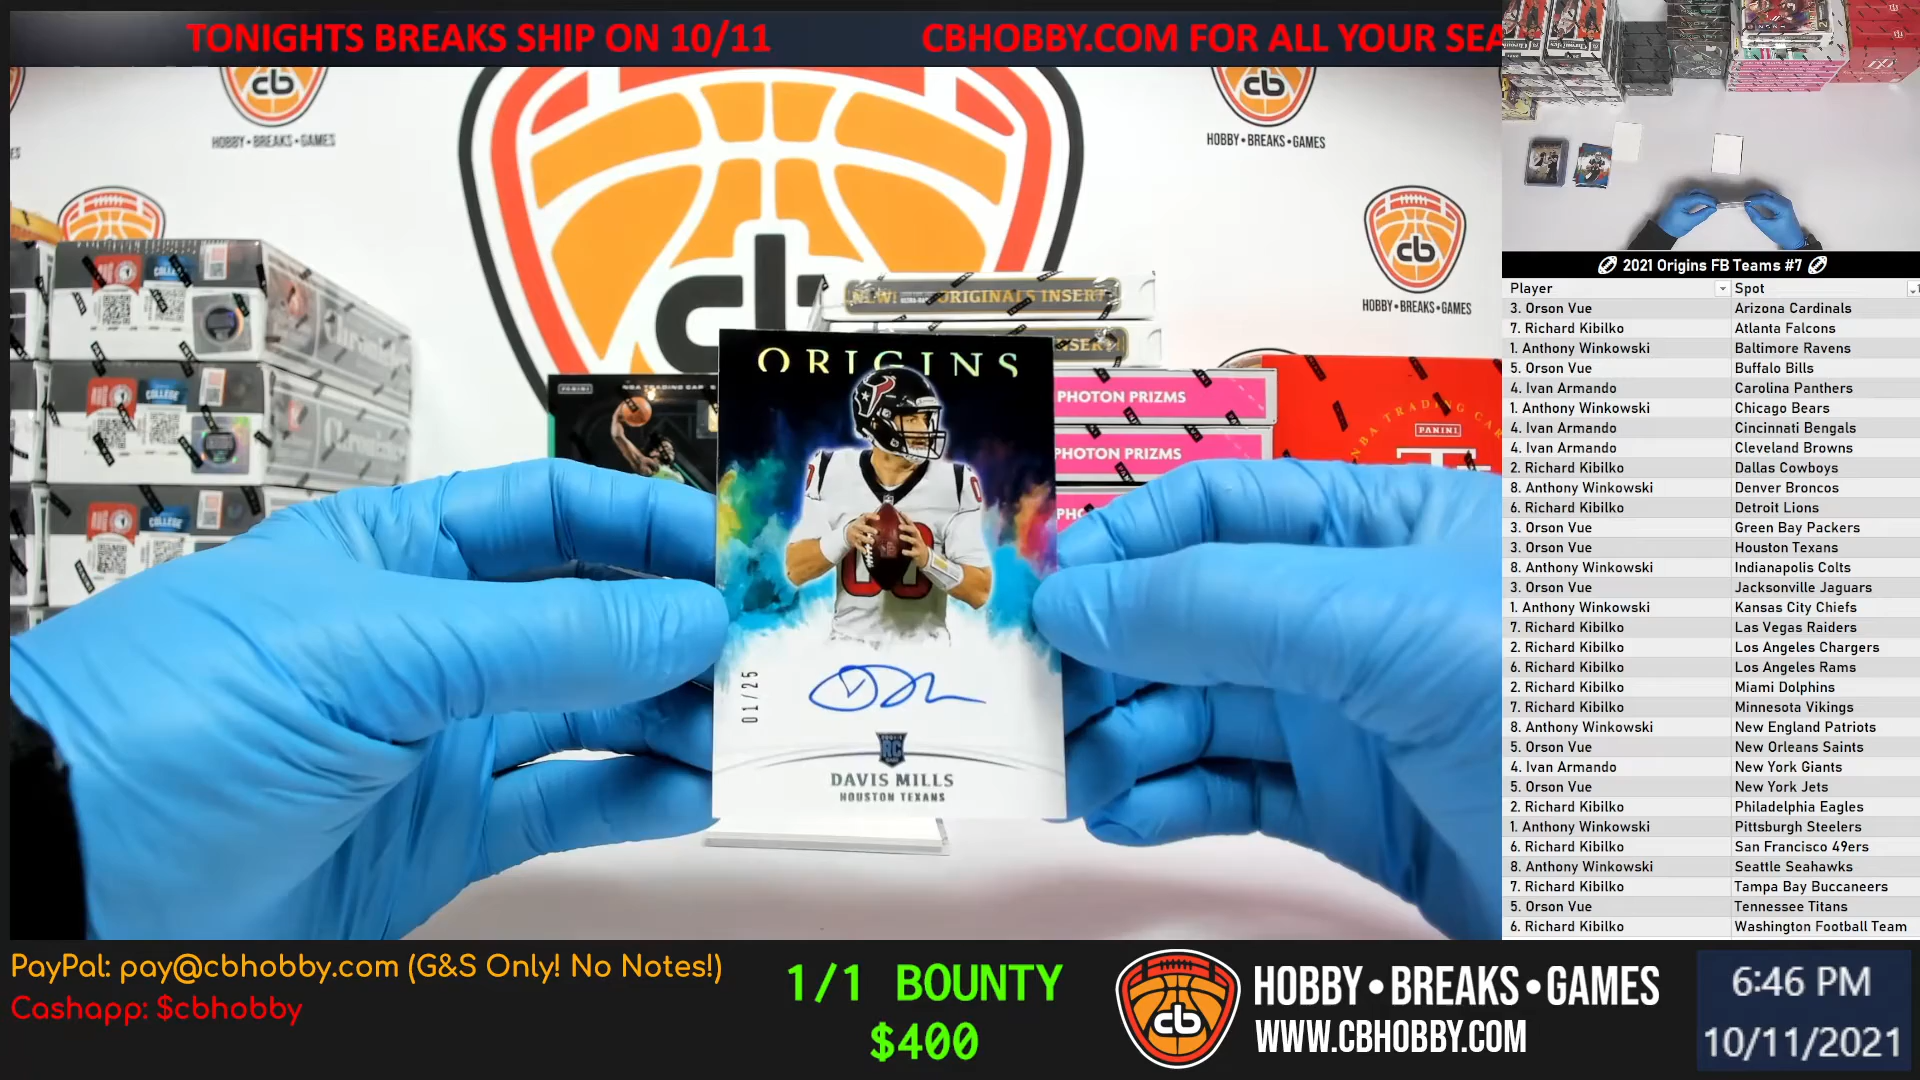 TONIGHTS BREAKS SHIP ON 10/11
CBHOBBY.COM FOR ALL YOUR SEA
cb
HOBBY•BREAKS•GAMES
cb
HOBBY•BREAKS•GAMES
cb
cb
HOBBY•BREAKS•GAMES
cb
ORIGINALS INSERT
PANINI
PHOTON PRIZMS
PHOTON PRIZMS
PANINI
COLLEGE
COLLEGE
COLLEGE
ORIGINS
01/25
RC
DAVIS MILLS
HOUSTON TEXANS
2021 Origins FB Teams #7
Player Spot
3. Orson Vue Arizona Cardinals
7. Richard Kibilko Atlanta Falcons
1. Anthony Winkowski Baltimore Ravens
5. Orson Vue Buffalo Bills
4. Ivan Armando Carolina Panthers
1. Anthony Winkowski Chicago Bears
4. Ivan Armando Cincinnati Bengals
4. Ivan Armando Cleveland Browns
2. Richard Kibilko Dallas Cowboys
8. Anthony Winkowski Denver Broncos
6. Richard Kibilko Detroit Lions
3. Orson Vue Green Bay Packers
3. Orson Vue Houston Texans
8. Anthony Winkowski Indianapolis Colts
3. Orson Vue Jacksonville Jaguars
1. Anthony Winkowski Kansas City Chiefs
7. Richard Kibilko Las Vegas Raiders
2. Richard Kibilko Los Angeles Chargers
6. Richard Kibilko Los Angeles Rams
2. Richard Kibilko Miami Dolphins
7. Richard Kibilko Minnesota Vikings
8. Anthony Winkowski New England Patriots
5. Orson Vue New Orleans Saints
4. Ivan Armando New York Giants
5. Orson Vue New York Jets
2. Richard Kibilko Philadelphia Eagles
1. Anthony Winkowski Pittsburgh Steelers
6. Richard Kibilko San Francisco 49ers
8. Anthony Winkowski Seattle Seahawks
7. Richard Kibilko Tampa Bay Buccaneers
5. Orson Vue Tennessee Titans
6. Richard Kibilko Washington Football Team
PayPal: pay@cbhobby.com (G&S Only! No Notes!)
Cashapp: $cbhobby
1/1 BOUNTY
$400
cb
HOBBY•BREAKS•GAMES
WWW.CBHOBBY.COM
6:46 PM
10/11/2021